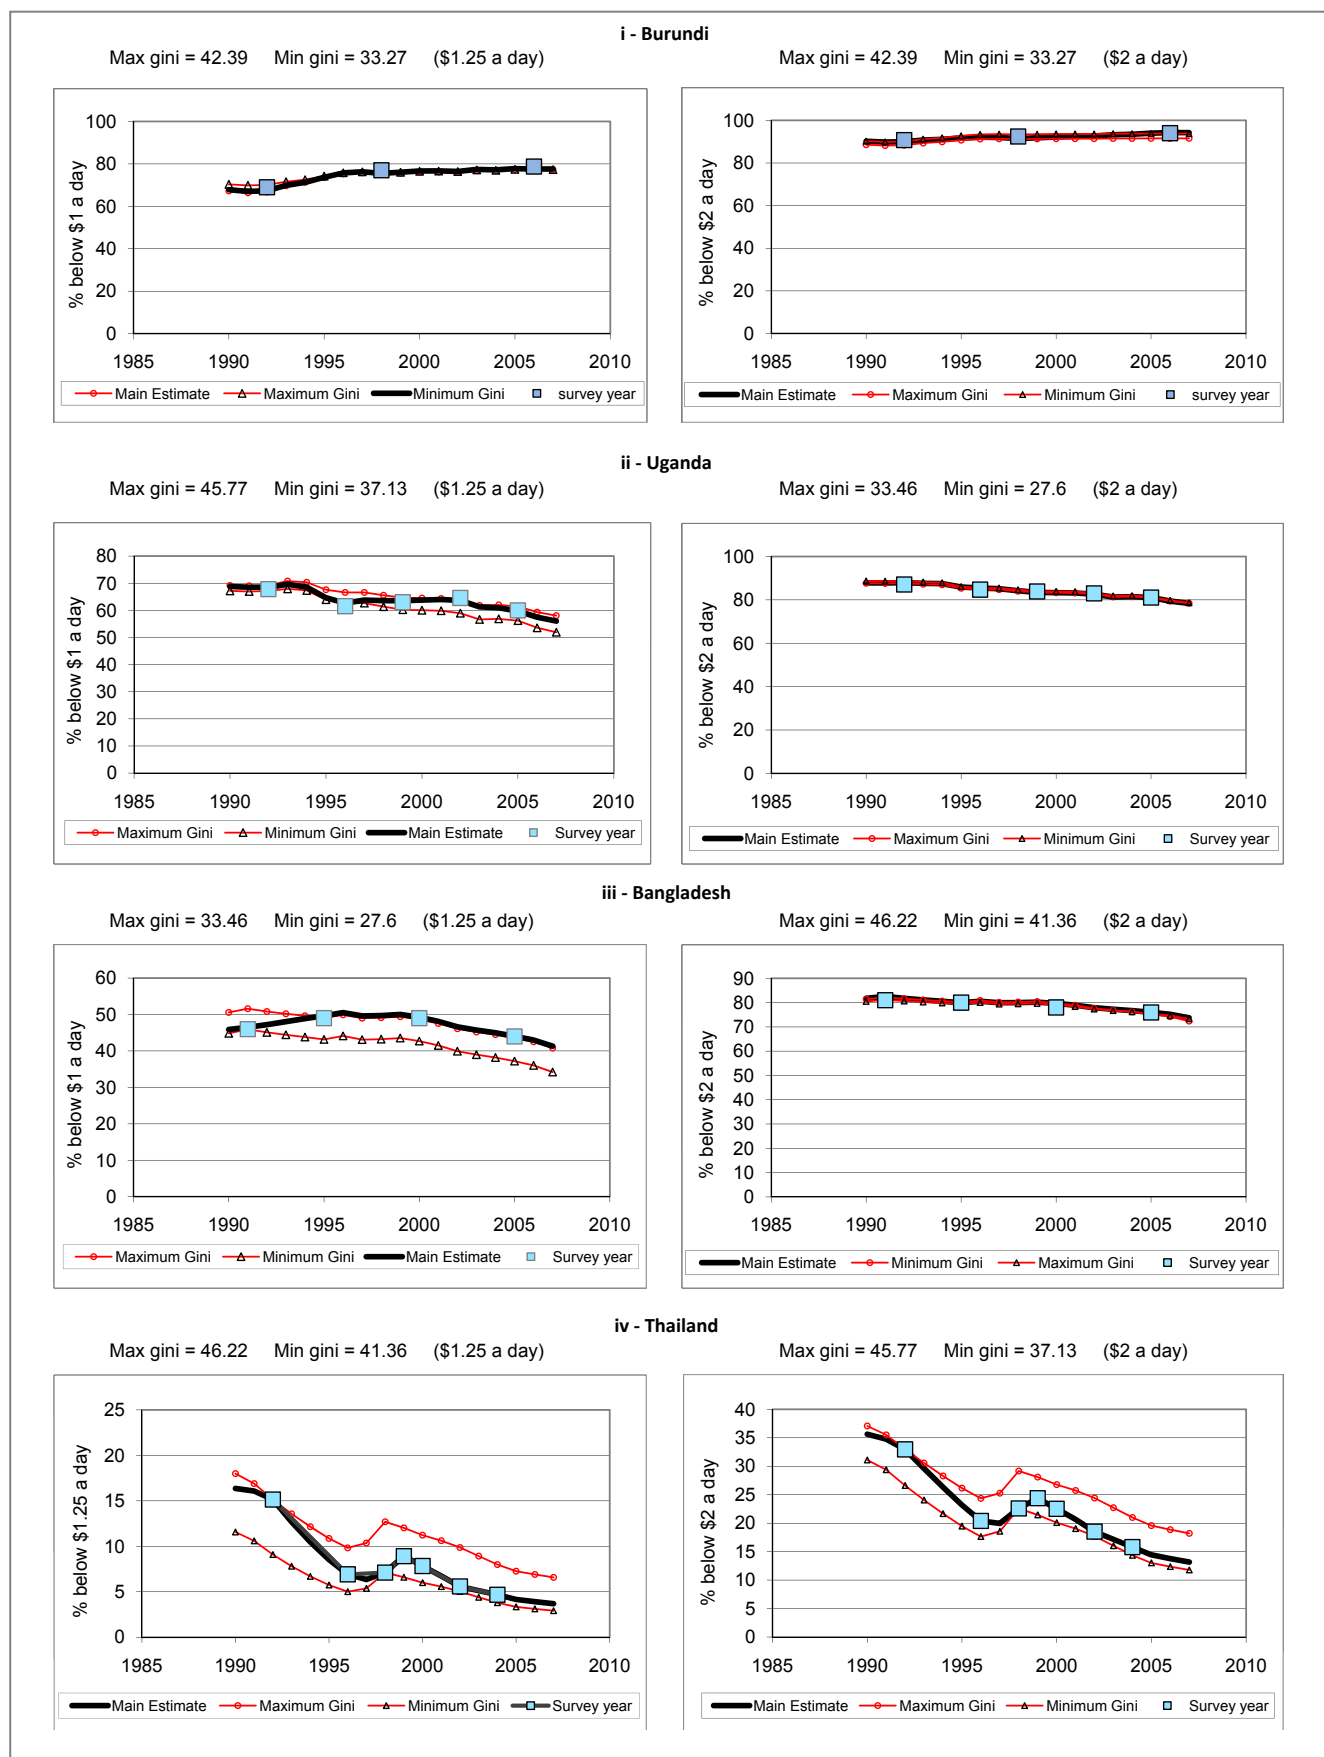 i - Burundi
Max gini = 42.39 Min gini = 33.27 ($1.25 a day)
Max gini = 42.39 Min gini = 33.27 ($2 a day)
% below $1 a day
100
80
60
40
20
0
1985 1990 1995 2000 2005 2010
Main Estimate Maximum Gini Minimum Gini survey year
% below $2 a day
100
80
60
40
20
0
1985 1990 1995 2000 2005 2010
Main Estimate Maximum Gini Minimum Gini survey year
ii - Uganda
Max gini = 45.77 Min gini = 37.13 ($1.25 a day)
Max gini = 33.46 Min gini = 27.6 ($2 a day)
% below $1 a day
80
70
60
50
40
30
20
10
0
1985 1990 1995 2000 2005 2010
Maximum Gini Minimum Gini Main Estimate Survey year
% below $2 a day
100
80
60
40
20
0
1985 1990 1995 2000 2005 2010
Main Estimate Maximum Gini Minimum Gini Survey year
iii - Bangladesh
Max gini = 33.46 Min gini = 27.6 ($1.25 a day)
Max gini = 46.22 Min gini = 41.36 ($2 a day)
% below $1 a day
60
50
40
30
20
10
0
1985 1990 1995 2000 2005 2010
Maximum Gini Minimum Gini Main Estimate Survey year
% below $2 a day
90
80
70
60
50
40
30
20
10
0
1985 1990 1995 2000 2005 2010
Main Estimate Minimum Gini Maximum Gini Survey year
iv - Thailand
Max gini = 46.22 Min gini = 41.36 ($1.25 a day)
Max gini = 45.77 Min gini = 37.13 ($2 a day)
% below $1.25 a day
25
20
15
10
5
0
1985 1990 1995 2000 2005 2010
Main Estimate Maximum Gini Minimum Gini Survey year
% below $2 a day
40
35
30
25
20
15
10
5
0
1985 1990 1995 2000 2005 2010
Main Estimate Maximum Gini Minimum Gini Survey year